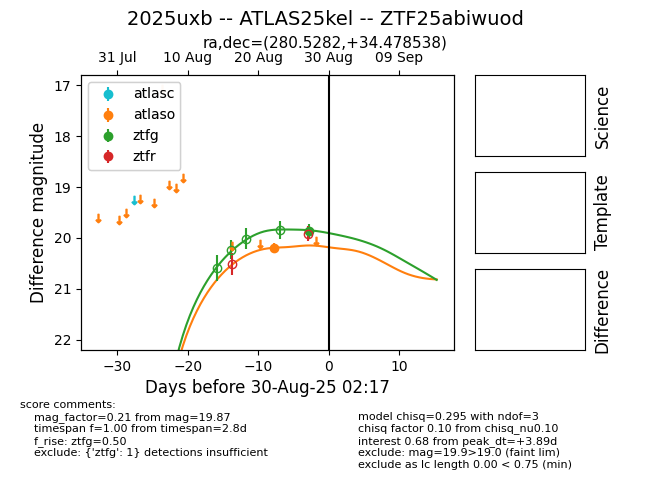 2025uxb -- ATLAS25kel -- ZTF25abiwuod
ra,dec=(280.5282,+34.478538)
31 Jul 10 Aug 20 Aug 30 Aug 09 Sep
atlasc
atlaso
ztfg
ztfr
17
18
19
20
21
22
Difference magnitude
−30 −20 −10 0 10
Days before 30-Aug-25 02:17
Science
Template
Difference
score comments:
mag_factor=0.21 from mag=19.87
timespan f=1.00 from timespan=2.8d
f_rise: ztfg=0.50
exclude: {'ztfg': 1} detections insufficient
model chisq=0.295 with ndof=3
chisq factor 0.10 from chisq_nu0.10
interest 0.68 from peak_dt=+3.89d
exclude: mag=19.9>19.0 (faint lim)
exclude as lc length 0.00 < 0.75 (min)